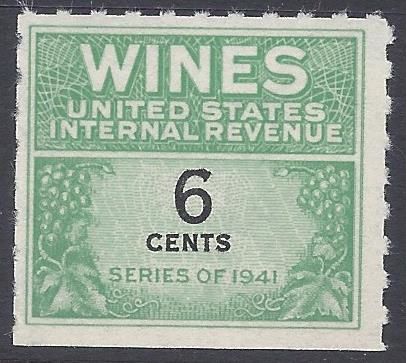 WINES
UNITED STATES
INTERNAL REVENUE
6
CENTS
SERIES OF 1941